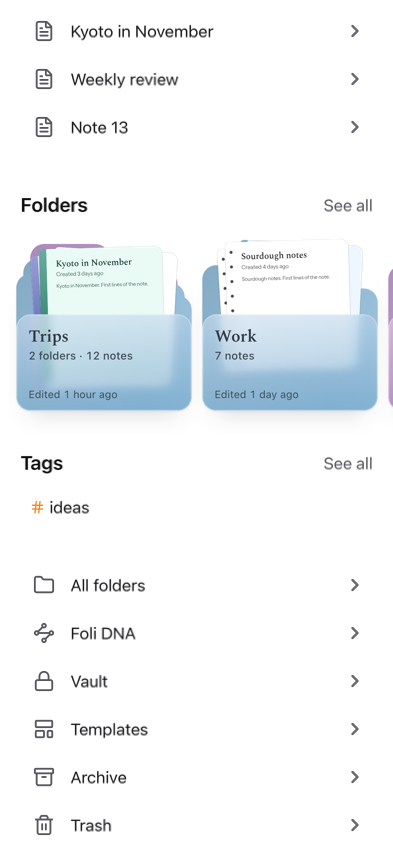 Kyoto in November
Weekly review
Note 13
Folders
See all
Kyoto in November
Created 3 days ago
Kyoto in November. First lines of the note.
Trips
2 folders · 12 notes
Edited 1 hour ago
Sourdough notes
Created 4 days ago
Sourdough notes. First lines of the note.
Work
7 notes
Edited 1 day ago
Tags
See all
# ideas
All folders
Foli DNA
Vault
Templates
Archive
Trash